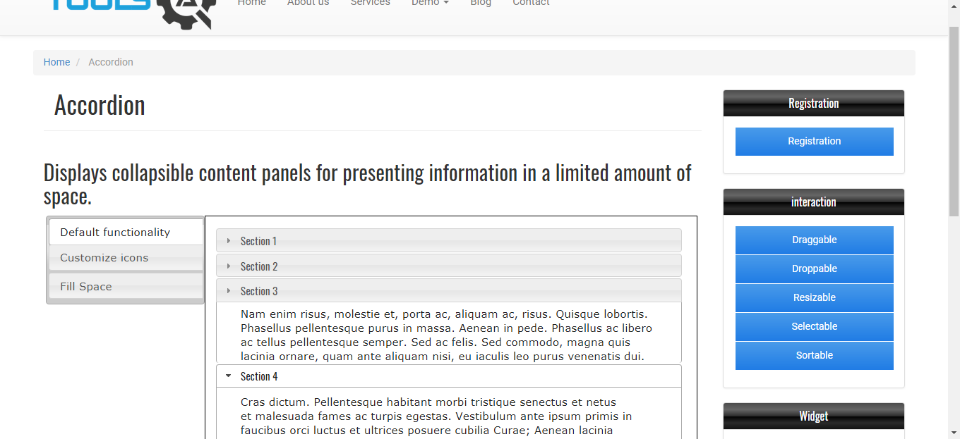 TOOLS
Home About us Services Demo Blog Contact
Home / Accordion
Accordion
Displays collapsible content panels for presenting information in a limited amount of
space.
Default functionality
Customize icons
Fill Space
Section 1
Section 2
Section 3
Nam enim risus, molestie et, porta ac, aliquam ac, risus. Quisque lobortis.
Phasellus pellentesque purus in massa. Aenean in pede. Phasellus ac libero
ac tellus pellentesque semper. Sed ac felis. Sed commodo, magna quis
lacinia ornare, quam ante aliquam nisi, eu iaculis leo purus venenatis dui.
Section 4
Cras dictum. Pellentesque habitant morbi tristique senectus et netus
et malesuada fames ac turpis egestas. Vestibulum ante ipsum primis in
faucibus orci luctus et ultrices posuere cubilia Curae; Aenean lacinia
Registration
Registration
interaction
Draggable
Droppable
Resizable
Selectable
Sortable
Widget